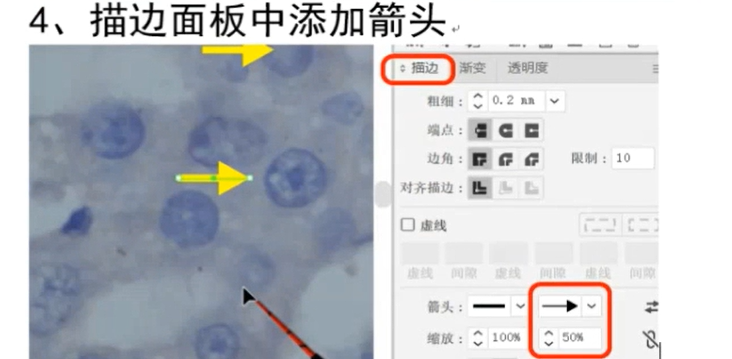 4、描边面板中添加箭头
描边 渐变 透明度
粗细： 0.2 mm
端点：
边角： 限制： 10
对齐描边：
虚线
虚线 间隙 虚线 间隙 虚线 间隙
箭头：
缩放： 100% 50%